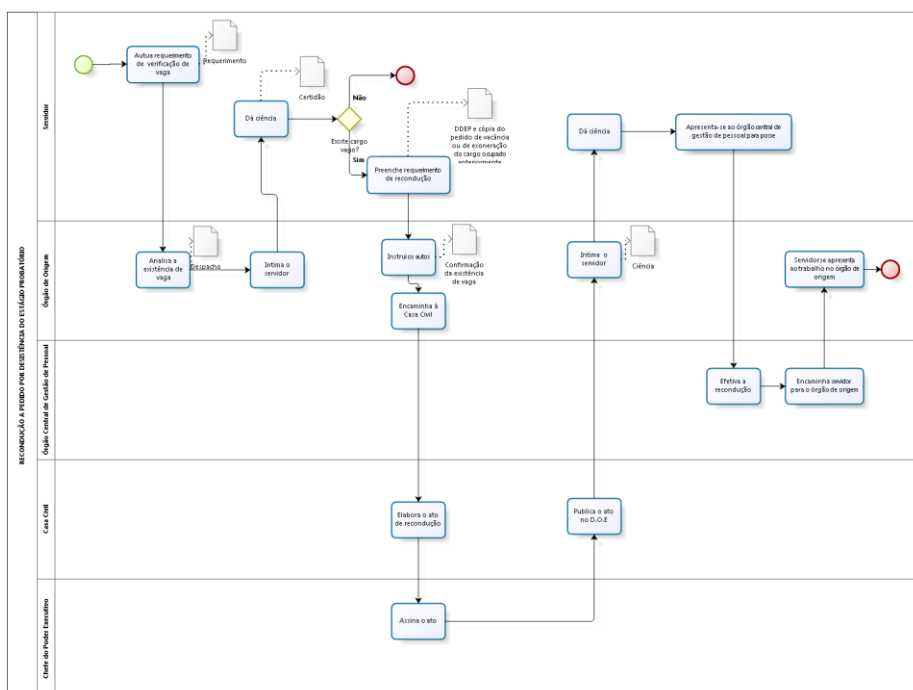 RECONDUÇÃO A PEDIDO POR DESISTÊNCIA DO ESTÁGIO PROBATÓRIO
Servidor
Autua requerimento
de verificação de
vaga
Requerimento
Dá ciência
Certidão
Não
Existe cargo
vago?
Sim
DDEP e cópia do
pedido de vacância
ou de exoneração
do cargo ocupado
anteriormente
Preenche requerimento
de recondução
Dá ciência
Apresenta-se ao órgão central de
gestão de pessoal para posse
Órgão de Origem
Analisa a
existência de
vaga
Despacho
Intima o
servidor
Instrui os autos
Confirmação
da existência
de vaga
Encaminha à
Casa Civil
Intima o
servidor
Ciência
Servidor se apresenta
ao trabalho no órgão de
origem
Órgão Central de Gestão de Pessoal
Efetiva a
recondução
Encaminha servidor
para o órgão de origem
Casa Civil
Elabora o ato
de recondução
Publica o ato
no D.O.E
Chefe do Poder Executivo
Assina o ato